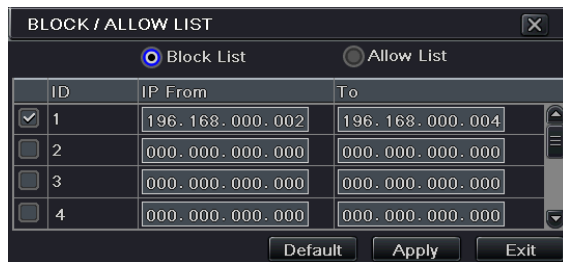 BLOCK / ALLOW LIST
Block List Allow List
ID IP From To
1 196.168.000.002 196.168.000.004
2 000.000.000.000 000.000.000.000
3 000.000.000.000 000.000.000.000
4 000.000.000.000 000.000.000.000
Default Apply Exit